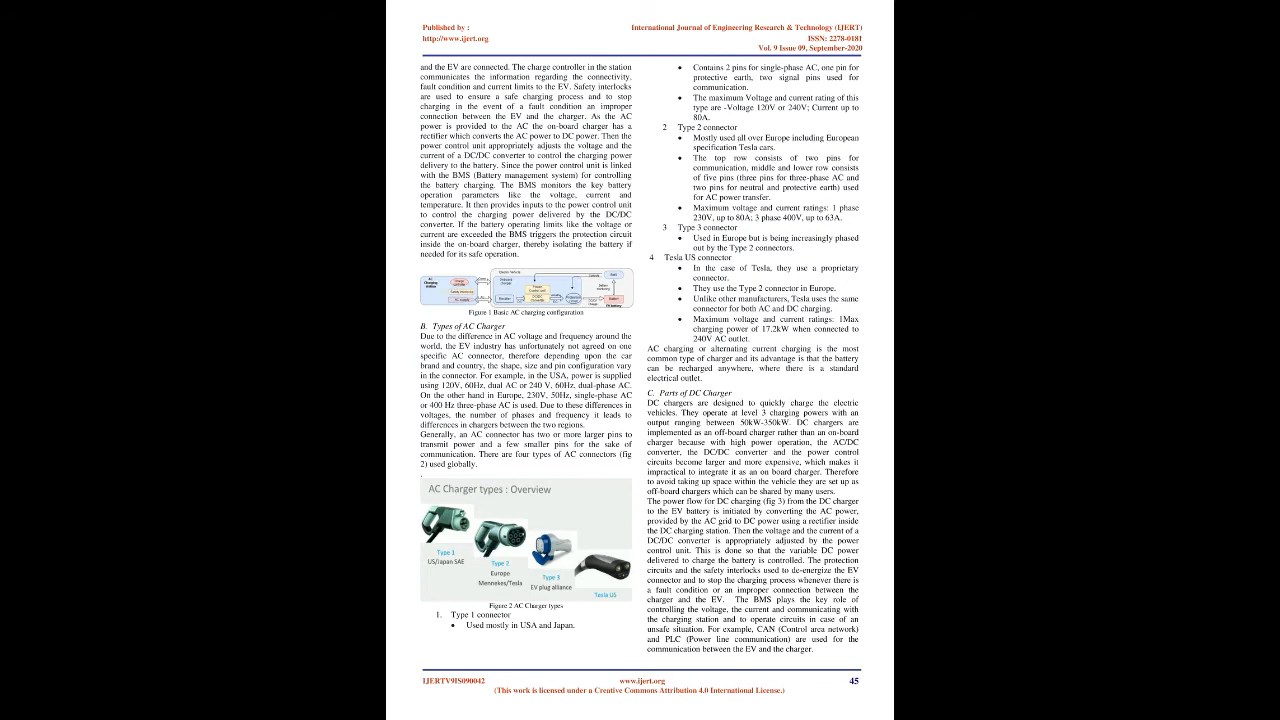 Published by :
http://www.ijert.org
International Journal of Engineering Research & Technology (IJERT)
ISSN: 2278-0181
Vol. 9 Issue 09, September-2020
and the EV are connected. The charge controller in the station
communicates the information regarding the connectivity,
fault condition and current limits to the EV. Safety interlocks
are used to ensure a safe charging process and to stop
charging in the event of a fault condition an improper
connection between the EV and the charger. As the AC
power is provided to the AC the on-board charger has a
rectifier which converts the AC power to DC power. Then the
power control unit appropriately adjusts the voltage and the
current of a DC/DC converter to control the charging power
delivery to the battery. Since the power control unit is linked
with the BMS (Battery management system) for controlling
the battery charging. The BMS monitors the key battery
operation parameters like the voltage, current and
temperature. It then provides inputs to the power control unit
to control the charging power delivered by the DC/DC
converter. If the battery operating limits like the voltage or
current are exceeded the BMS triggers the protection circuit
inside the on-board charger, thereby isolating the battery if
needed for its safe operation.
AC
Charging
station
Electric Vehicle
Rectifier
Battery
EV battery
Figure 1 Basic AC charging configuration
B. Types of AC Charger
Due to the difference in AC voltage and frequency around the
world, the EV industry has unfortunately not agreed on one
specific AC connector, therefore depending upon the car
brand and country, the shape, size and pin configuration vary
in the connector. For example, in the USA, power is supplied
using 120V, 60Hz, dual AC or 240 V, 60Hz, dual-phase AC.
On the other hand in Europe, 230V, 50Hz, single-phase AC
or 400 Hz three-phase AC is used. Due to these differences in
voltages, the number of phases and frequency it leads to
differences in chargers between the two regions.
Generally, an AC connector has two or more larger pins to
transmit power and a few smaller pins for the sake of
communication. There are four types of AC connectors (fig
2) used globally.
.
AC Charger types : Overview
Type 1
US/Japan SAE
Type 2
Europe
Mennekes/Tesla
Type 3
EV plug alliance
Tesla US
Figure 2 AC Charger types
1. Type 1 connector
• Used mostly in USA and Japan.
• Contains 2 pins for single-phase AC, one pin for
protective earth, two signal pins used for
communication.
• The maximum Voltage and current rating of this
type are -Voltage 120V or 240V; Current up to
80A.
2 Type 2 connector
• Mostly used all over Europe including European
specification Tesla cars.
• The top row consists of two pins for
communication, middle and lower row consists
of five pins (three pins for three-phase AC and
two pins for neutral and protective earth) used
for AC power transfer.
• Maximum voltage and current ratings: 1 phase
230V, up to 80A; 3 phase 400V, up to 63A.
3 Type 3 connector
• Used in Europe but is being increasingly phased
out by the Type 2 connectors.
4 Tesla US connector
• In the case of Tesla, they use a proprietary
connector.
• They use the Type 2 connector in Europe.
• Unlike other manufacturers, Tesla uses the same
connector for both AC and DC charging.
• Maximum voltage and current ratings: 1Max
charging power of 17.2kW when connected to
240V AC outlet.
AC charging or alternating current charging is the most
common type of charger and its advantage is that the battery
can be recharged anywhere, where there is a standard
electrical outlet.
C. Parts of DC Charger
DC chargers are designed to quickly charge the electric
vehicles. They operate at level 3 charging powers with an
output ranging between 50kW-350kW. DC chargers are
implemented as an off-board charger rather than an on-board
charger because with high power operation, the AC/DC
converter, the DC/DC converter and the power control
circuits become larger and more expensive, which makes it
impractical to integrate it as an on board charger. Therefore
to avoid taking up space within the vehicle they are set up as
off-board chargers which can be shared by many users.
The power flow for DC charging (fig 3) from the DC charger
to the EV battery is initiated by converting the AC power,
provided by the AC grid to DC power using a rectifier inside
the DC charging station. Then the voltage and the current of a
DC/DC converter is appropriately adjusted by the power
control unit. This is done so that the variable DC power
delivered to charge the battery is controlled. The protection
circuits and the safety interlocks used to de-energize the EV
connector and to stop the charging process whenever there is
a fault condition or an improper connection between the
charger and the EV. The BMS plays the key role of
controlling the voltage, the current and communicating with
the charging station and to operate circuits in case of an
unsafe situation. For example, CAN (Control area network)
and PLC (Power line communication) are used for the
communication between the EV and the charger.
IJERTV9IS090042
www.ijert.org
45
(This work is licensed under a Creative Commons Attribution 4.0 International License.)